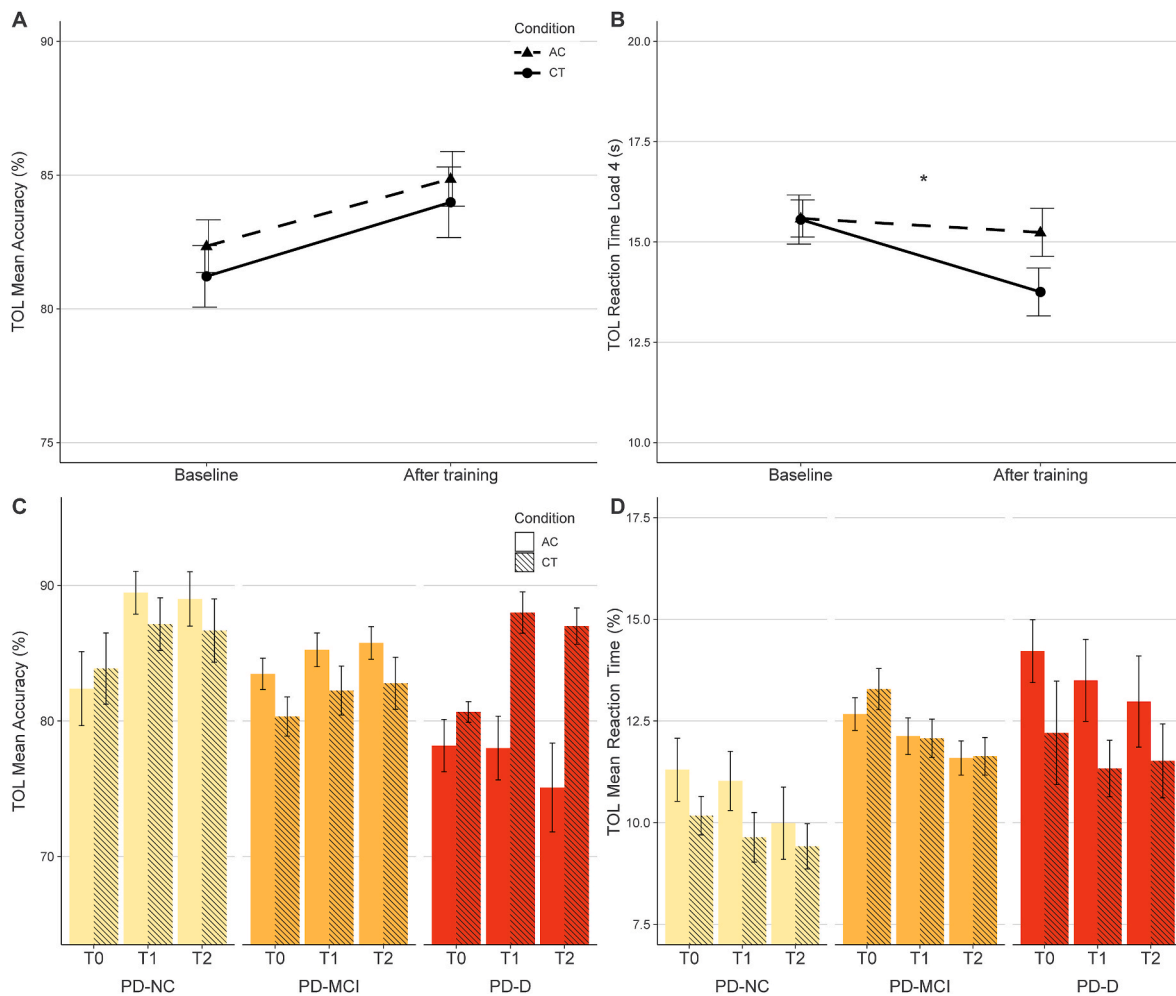 A
Condition
AC
CT
TOL Mean Accuracy (%)
90
85
80
75
Baseline
After training
B
TOL Reaction Time Load 4 (s)
20.0
17.5
15.0
12.5
10.0
*
Baseline
After training
C
Condition
AC
CT
TOL Mean Accuracy (%)
90
80
70
T0 T1 T2 T0 T1 T2 T0 T1 T2
PD-NC PD-MCI PD-D
D
TOL Mean Reaction Time (%)
17.5
15.0
12.5
10.0
7.5
T0 T1 T2 T0 T1 T2 T0 T1 T2
PD-NC PD-MCI PD-D